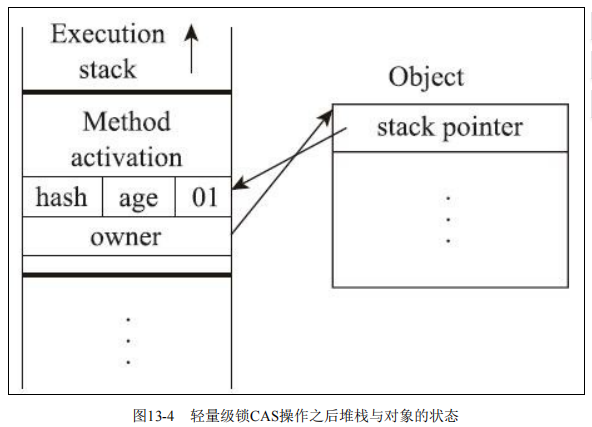 Execution
stack
Object
Method
activation
stack pointer
hash age 01
owner
图13-4 轻量级锁CAS操作之后堆栈与对象的状态